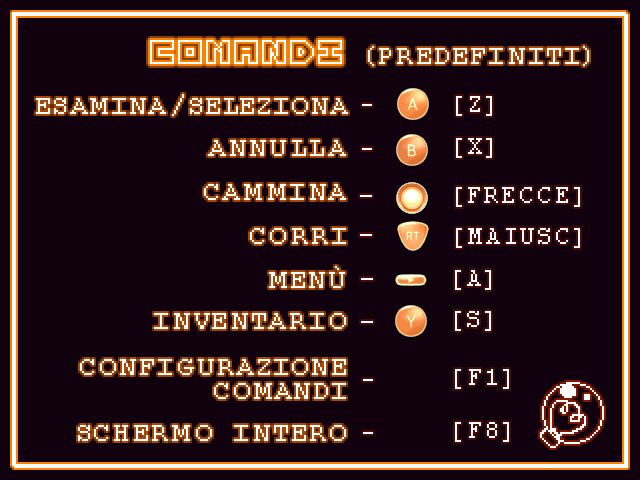 COMANDI (PREDEFINITI)
ESAMINA/SELEZIONA - A [Z]
ANNULLA - B [X]
CAMMINA - [FRECCE]
CORRI - RT [MAIUSC]
MENÙ - [A]
INVENTARIO - Y [S]
CONFIGURAZIONE
COMANDI - [F1]
SCHERMO INTERO - [F8]